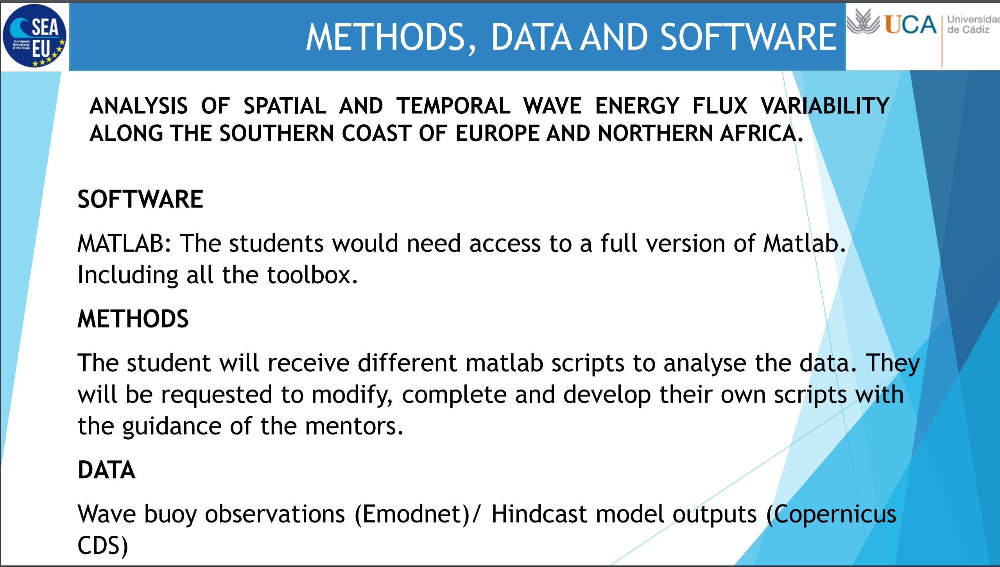 SEA
EU
European
University
of the Seas
METHODS, DATA AND SOFTWARE
UCA
Universidad
de Cádiz
ANALYSIS OF SPATIAL AND TEMPORAL WAVE ENERGY FLUX VARIABILITY
ALONG THE SOUTHERN COAST OF EUROPE AND NORTHERN AFRICA.
SOFTWARE
MATLAB: The students would need access to a full version of Matlab.
Including all the toolbox.
METHODS
The student will receive different matlab scripts to analyse the data. They
will be requested to modify, complete and develop their own scripts with
the guidance of the mentors.
DATA
Wave buoy observations (Emodnet)/ Hindcast model outputs (Copernicus
CDS)